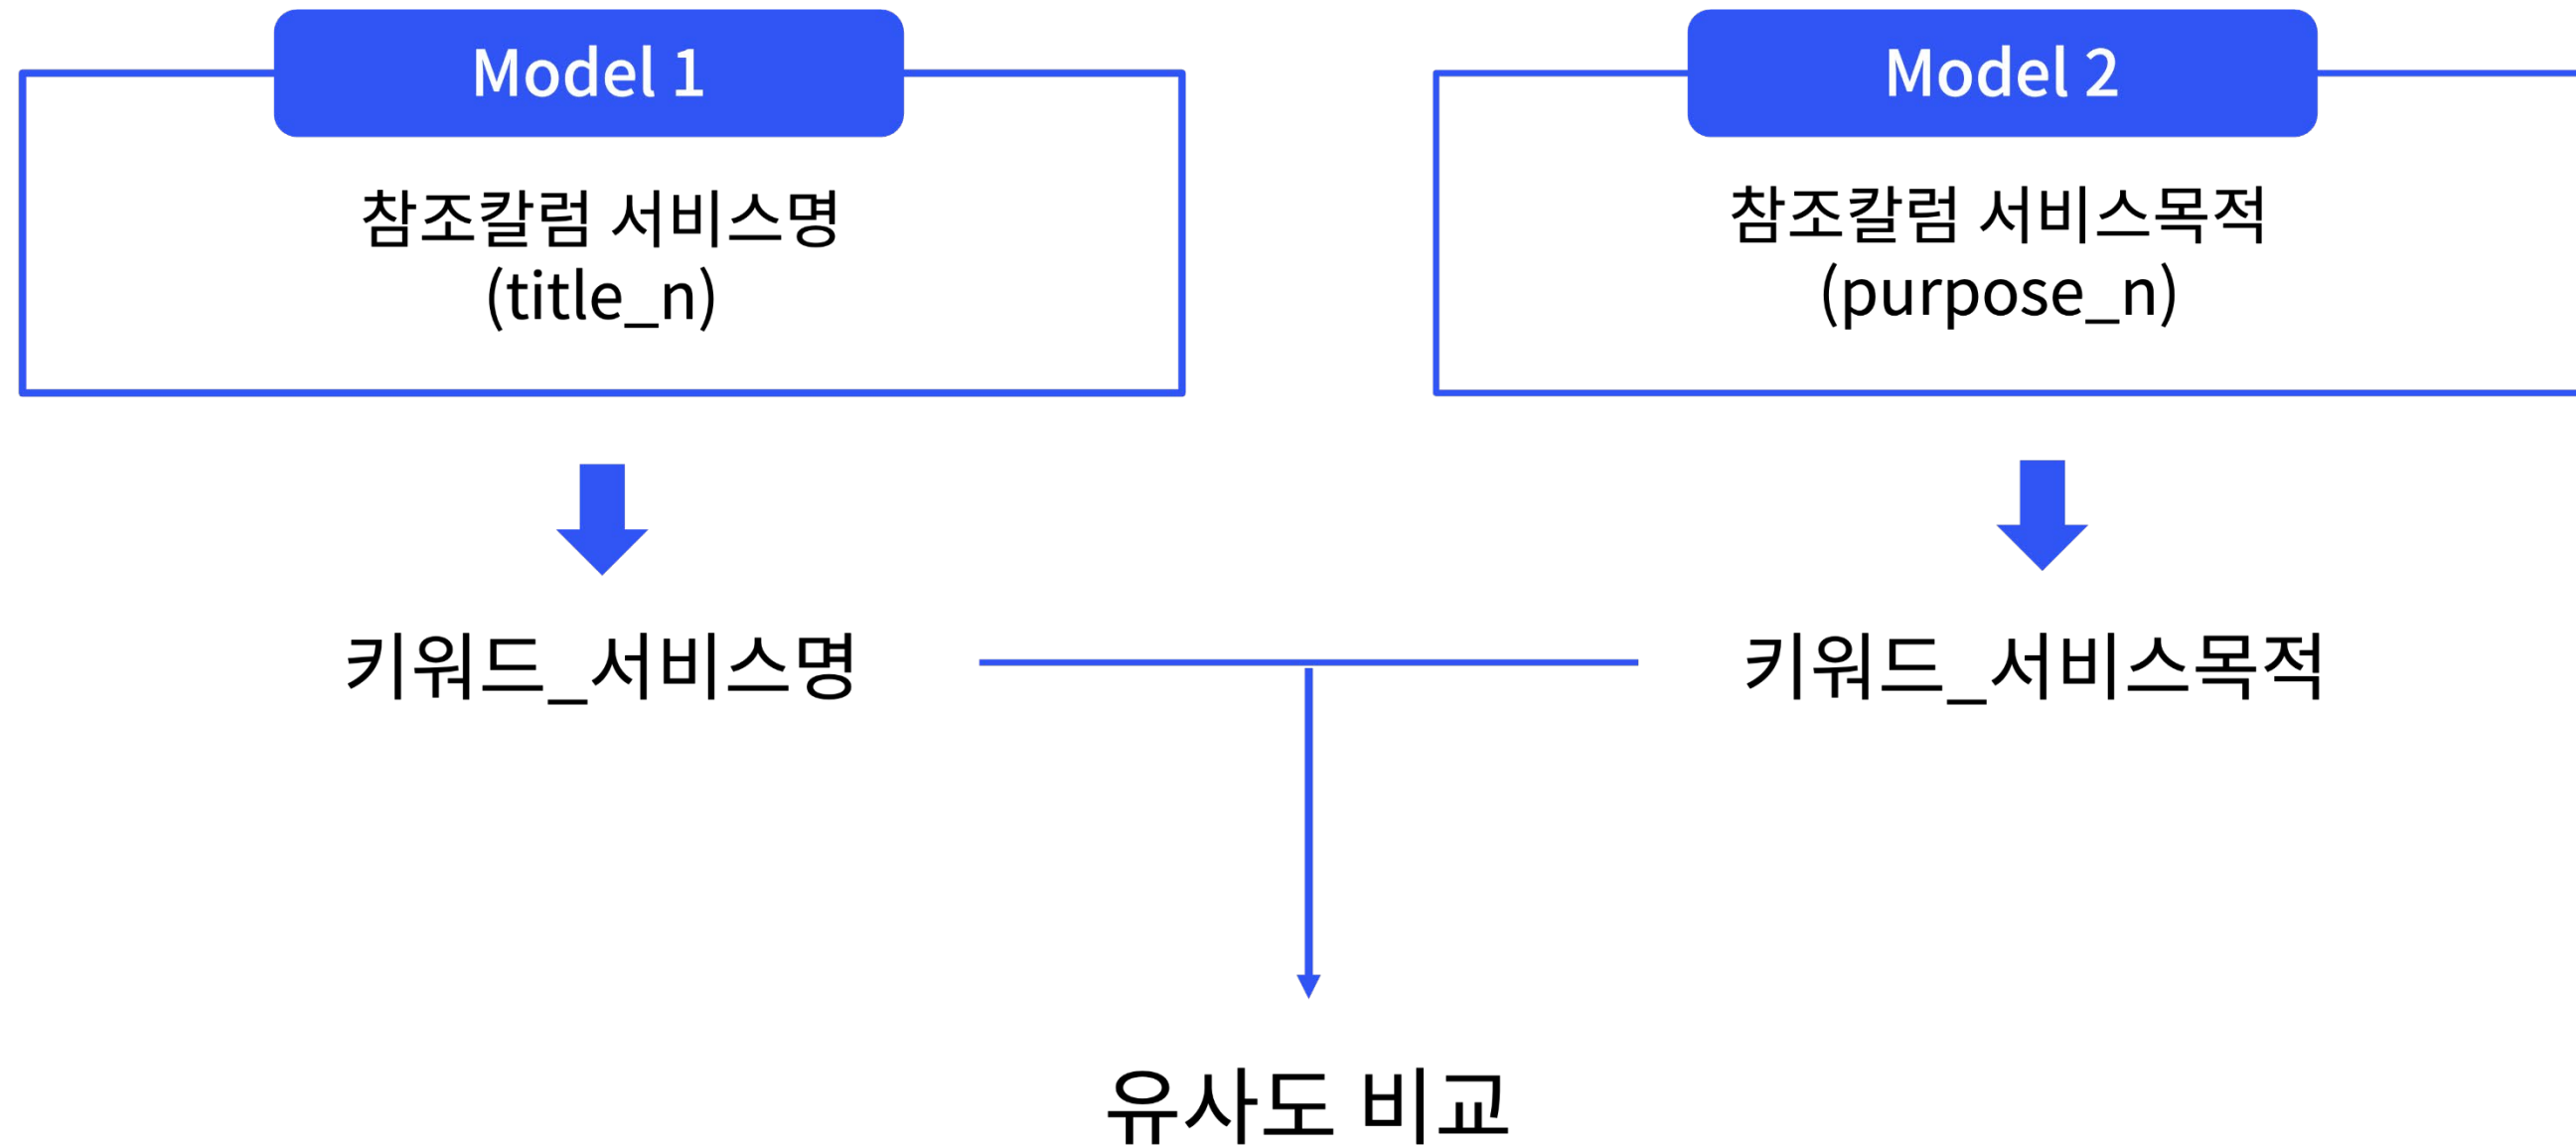 Model 1
참조칼럼 서비스명
(title_n)
Model 2
참조칼럼 서비스목적
(purpose_n)
키워드_서비스명
키워드_서비스목적
유사도 비교